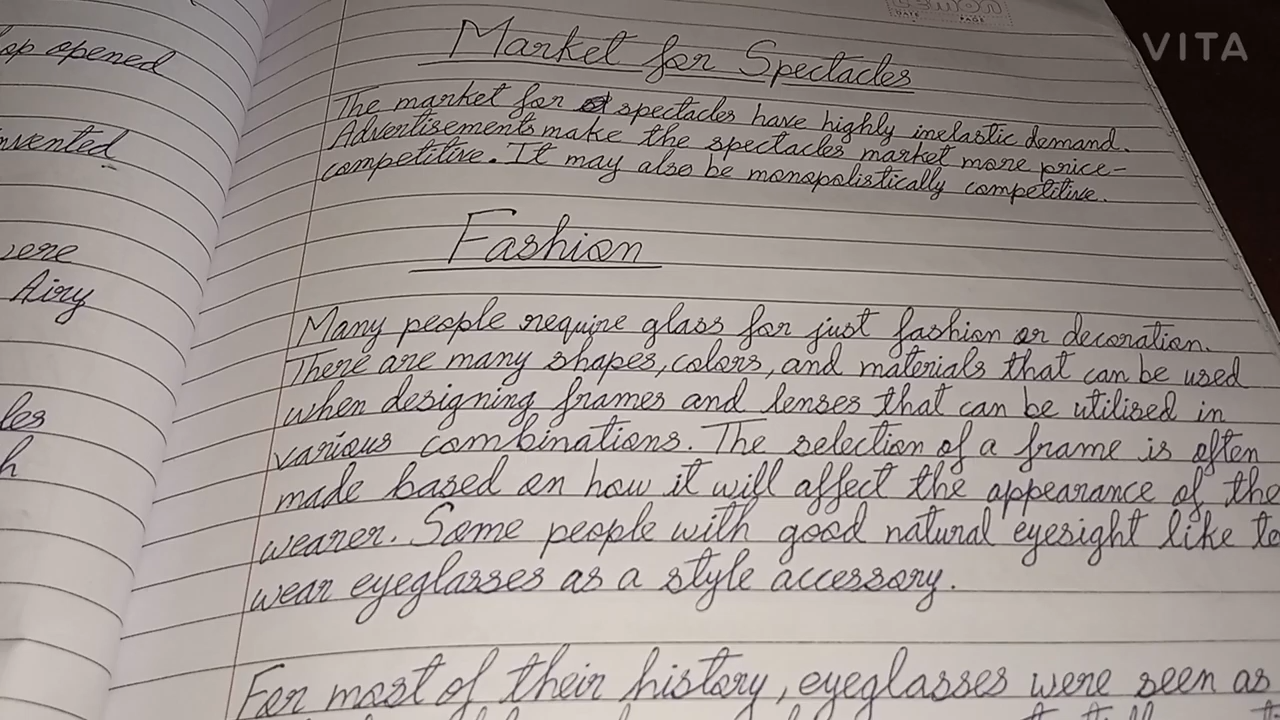 op opened
nvented
were
Airy
les
h
DATE PAGE
VITA
Market for Spectacles
The market for spectacles have highly inelastic demand.
Advertisements make the spectacles market more price-
competitive. It may also be monopolistically competitive.
Fashion
Many people require glass for just fashion or decoration.
There are many shapes, colors, and materials that can be used
when designing frames and lenses that can be utilised in
various combinations. The selection of a frame is often
made based on how it will affect the appearance of the
wearer. Some people with good natural eyesight like to
wear eyeglasses as a style accessory.
For most of their history, eyeglasses were seen as